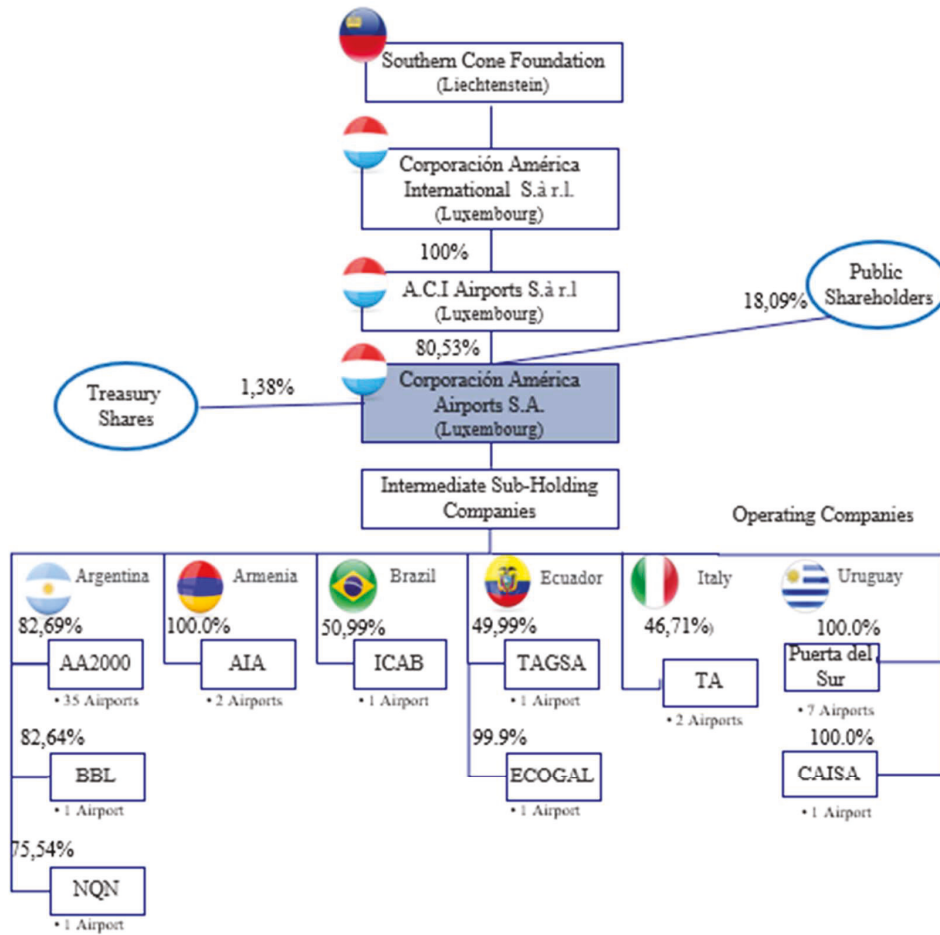 Southern Cone Foundation
(Liechtenstein)
Corporación América
International S.à r.l.
(Luxembourg)
100%
A.C.I Airports S.à r.l
(Luxembourg)
Public
Shareholders
18,09%
80,53%
Treasury
Shares
1,38%
Corporación América
Airports S.A.
(Luxembourg)
Intermediate Sub-Holding
Companies
Operating Companies
Argentina
82,69%
AA2000
• 35 Airports
82,64%
BBL
• 1 Airport
75,54%
NQN
• 1 Airport
Armenia
100.0%
AIA
• 2 Airports
Brazil
50,99%
ICAB
• 1 Airport
Ecuador
49,99%
TAGSA
• 1 Airport
99.9%
ECOGAL
• 1 Airport
Italy
46,71%)
TA
• 2 Airports
Uruguay
100.0%
Puerta del
Sur
• 7 Airports
100.0%
CAISA
• 1 Airport